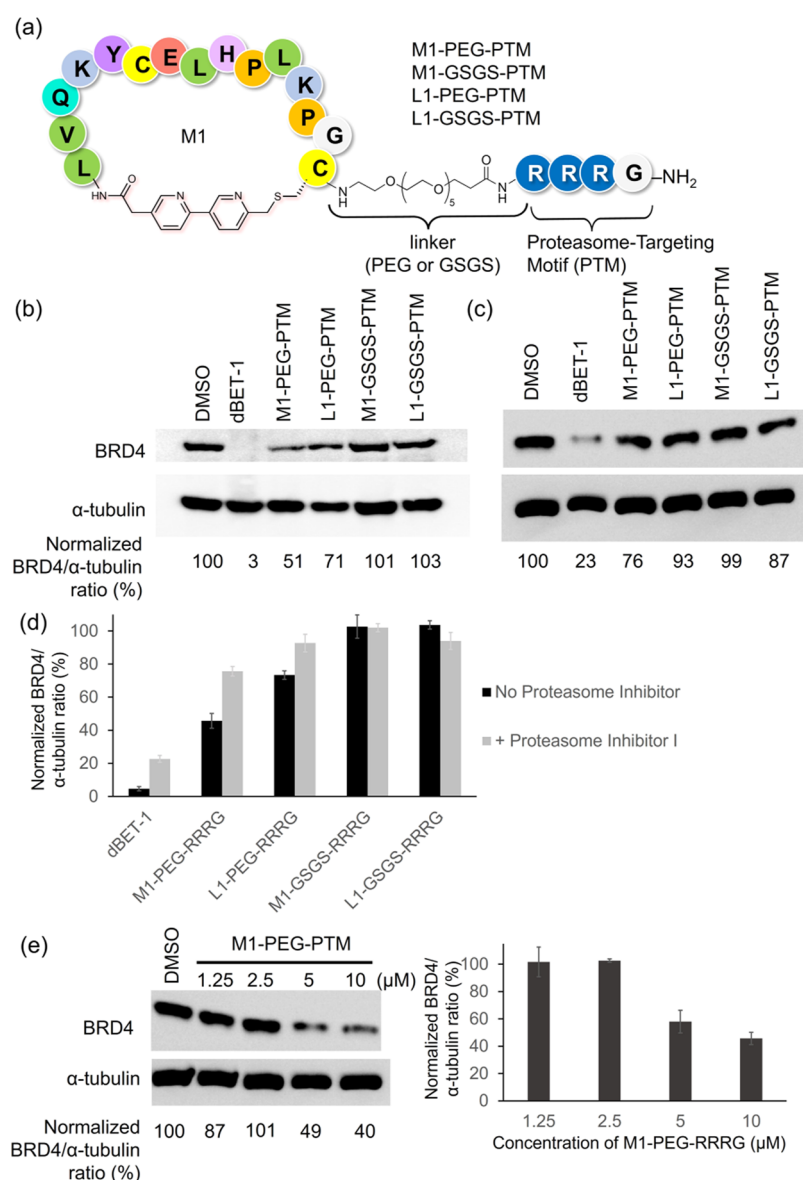 (a)
M1-PEG-PTM
M1-GSGS-PTM
L1-PEG-PTM
L1-GSGS-PTM
L V Q K Y C E L H P L K P G C
M1
HN O N N S N H O O 5 O N H R R R G NH2
linker
(PEG or GSGS)
Proteasome-Targeting
Motif (PTM)
(b)
DMSO
dBET-1
M1-PEG-PTM
L1-PEG-PTM
M1-GSGS-PTM
L1-GSGS-PTM
BRD4
α-tubulin
Normalized
BRD4/α-tubulin
ratio (%)
100 3 51 71 101 103
(c)
DMSO
dBET-1
M1-PEG-PTM
L1-PEG-PTM
M1-GSGS-PTM
L1-GSGS-PTM
100 23 76 93 99 87
(d)
Normalized BRD4/
α-tubulin ratio (%)
100
80
60
40
20
0
dBET-1
M1-PEG-RRRG
L1-PEG-RRRG
M1-GSGS-RRRG
L1-GSGS-RRRG
No Proteasome Inhibitor
+ Proteasome Inhibitor I
(e)
DMSO
M1-PEG-PTM
1.25 2.5 5 10 (μM)
BRD4
α-tubulin
Normalized
BRD4/α-tubulin
ratio (%)
100 87 101 49 40
Normalized BRD4/
α-tubulin ratio (%)
100
80
60
40
20
0
1.25 2.5 5 10
Concentration of M1-PEG-RRRG (μM)